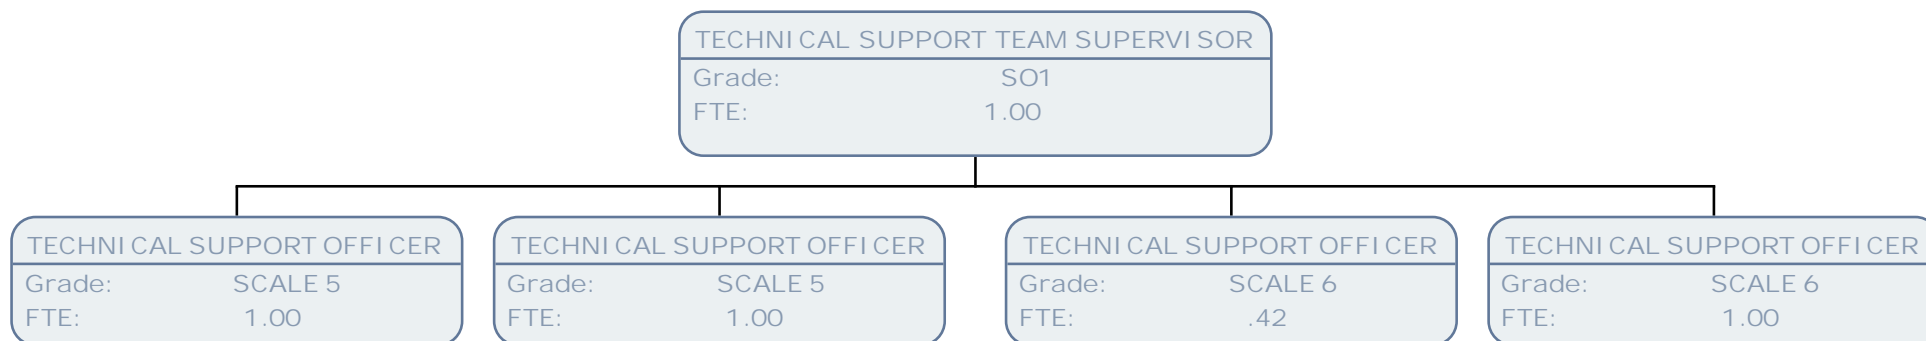 TECHNICAL SUPPORT TEAM SUPERVISOR
Grade: SO1
FTE: 1.00
TECHNICAL SUPPORT OFFICER
Grade: SCALE 5
FTE: 1.00
TECHNICAL SUPPORT OFFICER
Grade: SCALE 5
FTE: 1.00
TECHNICAL SUPPORT OFFICER
Grade: SCALE 6
FTE: .42
TECHNICAL SUPPORT OFFICER
Grade: SCALE 6
FTE: 1.00